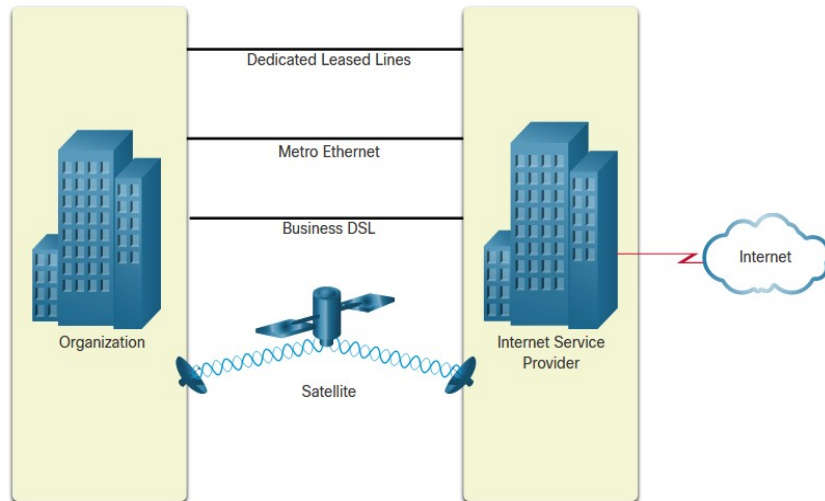 Dedicated Leased Lines
Metro Ethernet
Business DSL
Internet
Organization
Internet Service
Provider
Satellite